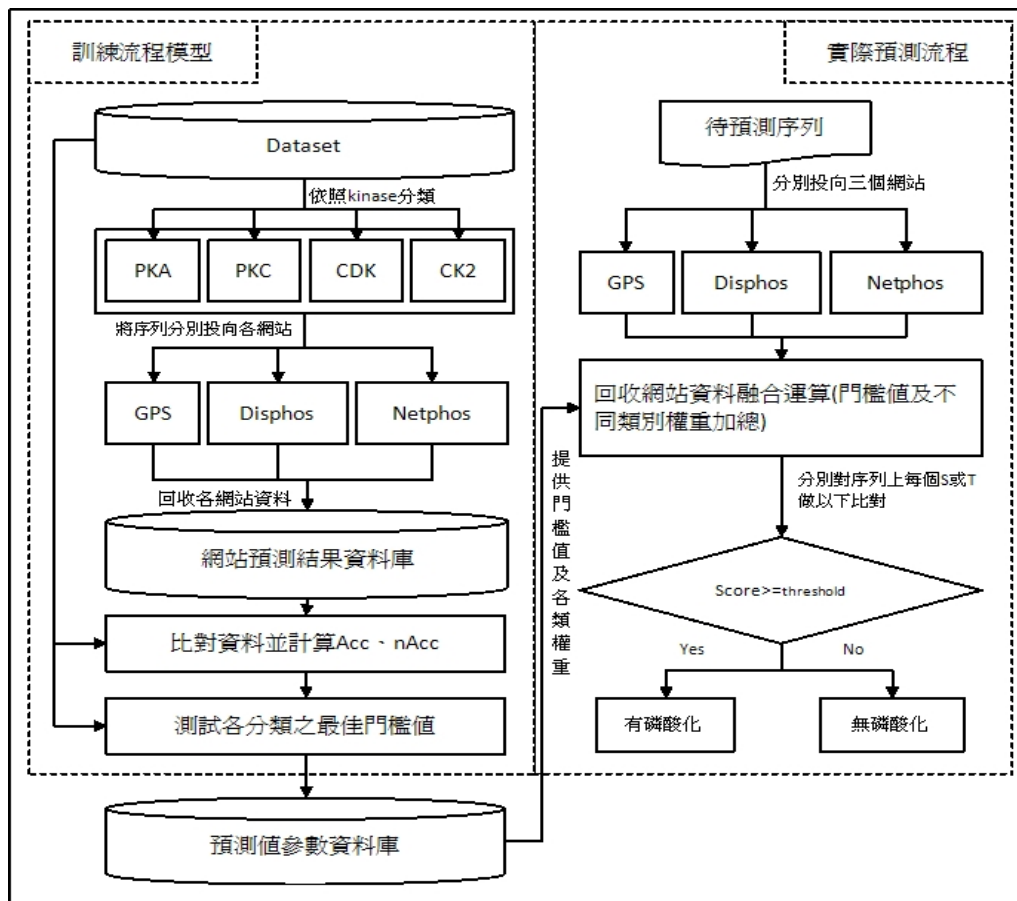 訓練流程模型
Dataset
依照kinase分類
PKA
PKC
CDK
CK2
將序列分別投向各網站
GPS
Disphos
Netphos
回收各網站資料
網站預測結果資料庫
比對資料並計算Acc、nAcc
測試各分類之最佳門檻值
預測值參數資料庫
提供門檻值及各類權重
實際預測流程
待預測序列
分別投向三個網站
GPS
Disphos
Netphos
回收網站資料融合運算(門檻值及不
同類別權重加總)
分別對序列上每個S或T
做以下比對
Score>=threshold
Yes
No
有磷酸化
無磷酸化